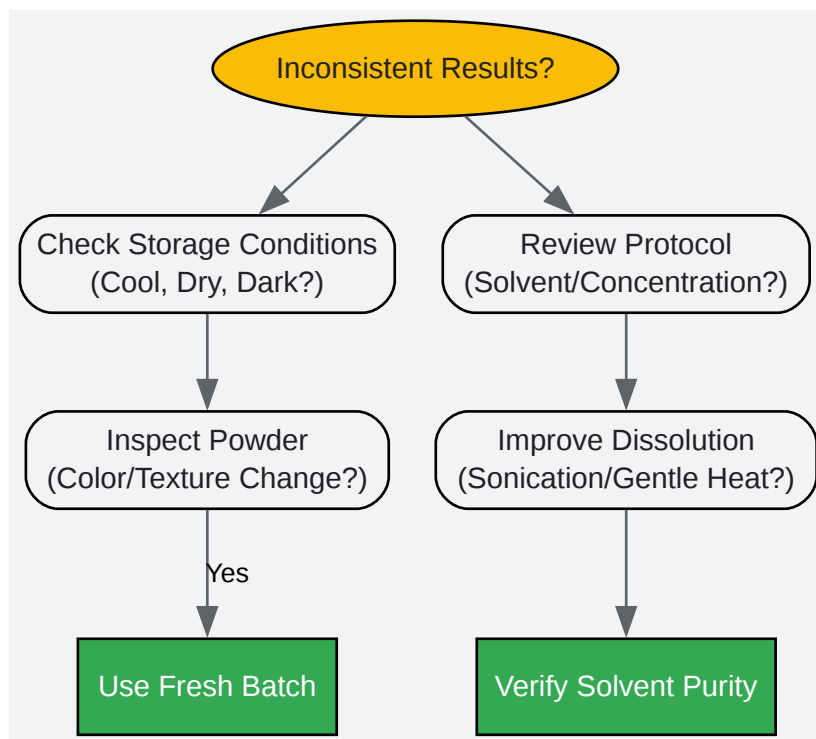 Inconsistent Results?
Check Storage Conditions
(Cool, Dry, Dark?)
Review Protocol
(Solvent/Concentration?)
Inspect Powder
(Color/Texture Change?)
Improve Dissolution
(Sonication/Gentle Heat?)
Yes
Use Fresh Batch
Verify Solvent Purity